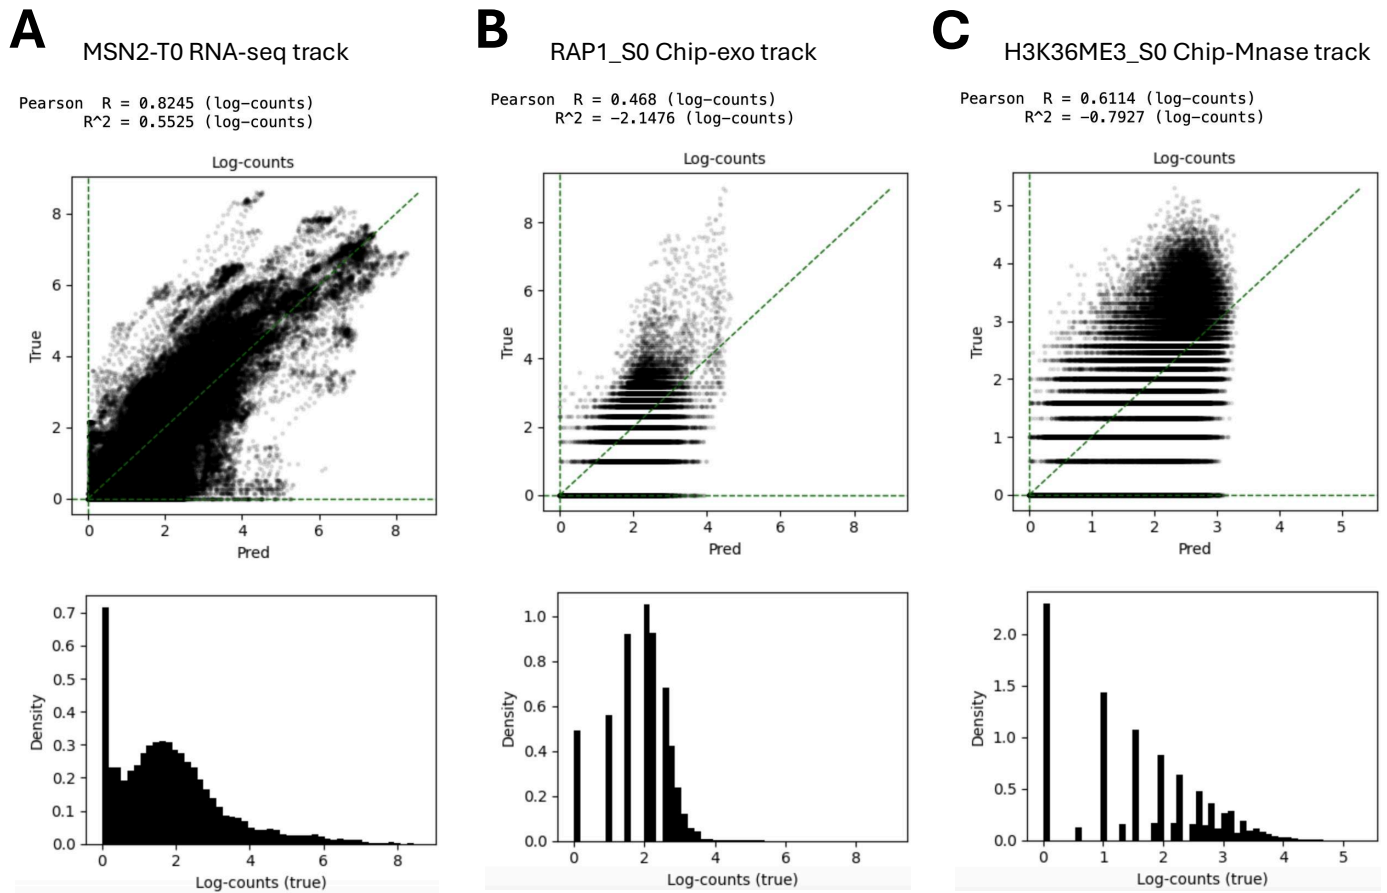 A
MSN2-T0 RNA-seq track
Pearson R = 0.8245 (log-counts)
R^2 = 0.5525 (log-counts)
Log-counts
True
8
6
4
2
0
0 2 4 6 8
Pred
Density
0.7
0.6
0.5
0.4
0.3
0.2
0.1
0.0
0 2 4 6 8
Log-counts (true)
B
RAP1_S0 Chip-exo track
Pearson R = 0.468 (log-counts)
R^2 = -2.1476 (log-counts)
Log-counts
True
8
6
4
2
0
0 2 4 6 8
Pred
Density
1.0
0.8
0.6
0.4
0.2
0.0
0 2 4 6 8
Log-counts (true)
C
H3K36ME3_S0 Chip-Mnase track
Pearson R = 0.6114 (log-counts)
R^2 = -0.7927 (log-counts)
Log-counts
True
5
4
3
2
1
0
0 1 2 3 4 5
Pred
Density
2.0
1.5
1.0
0.5
0.0
0 1 2 3 4 5
Log-counts (true)